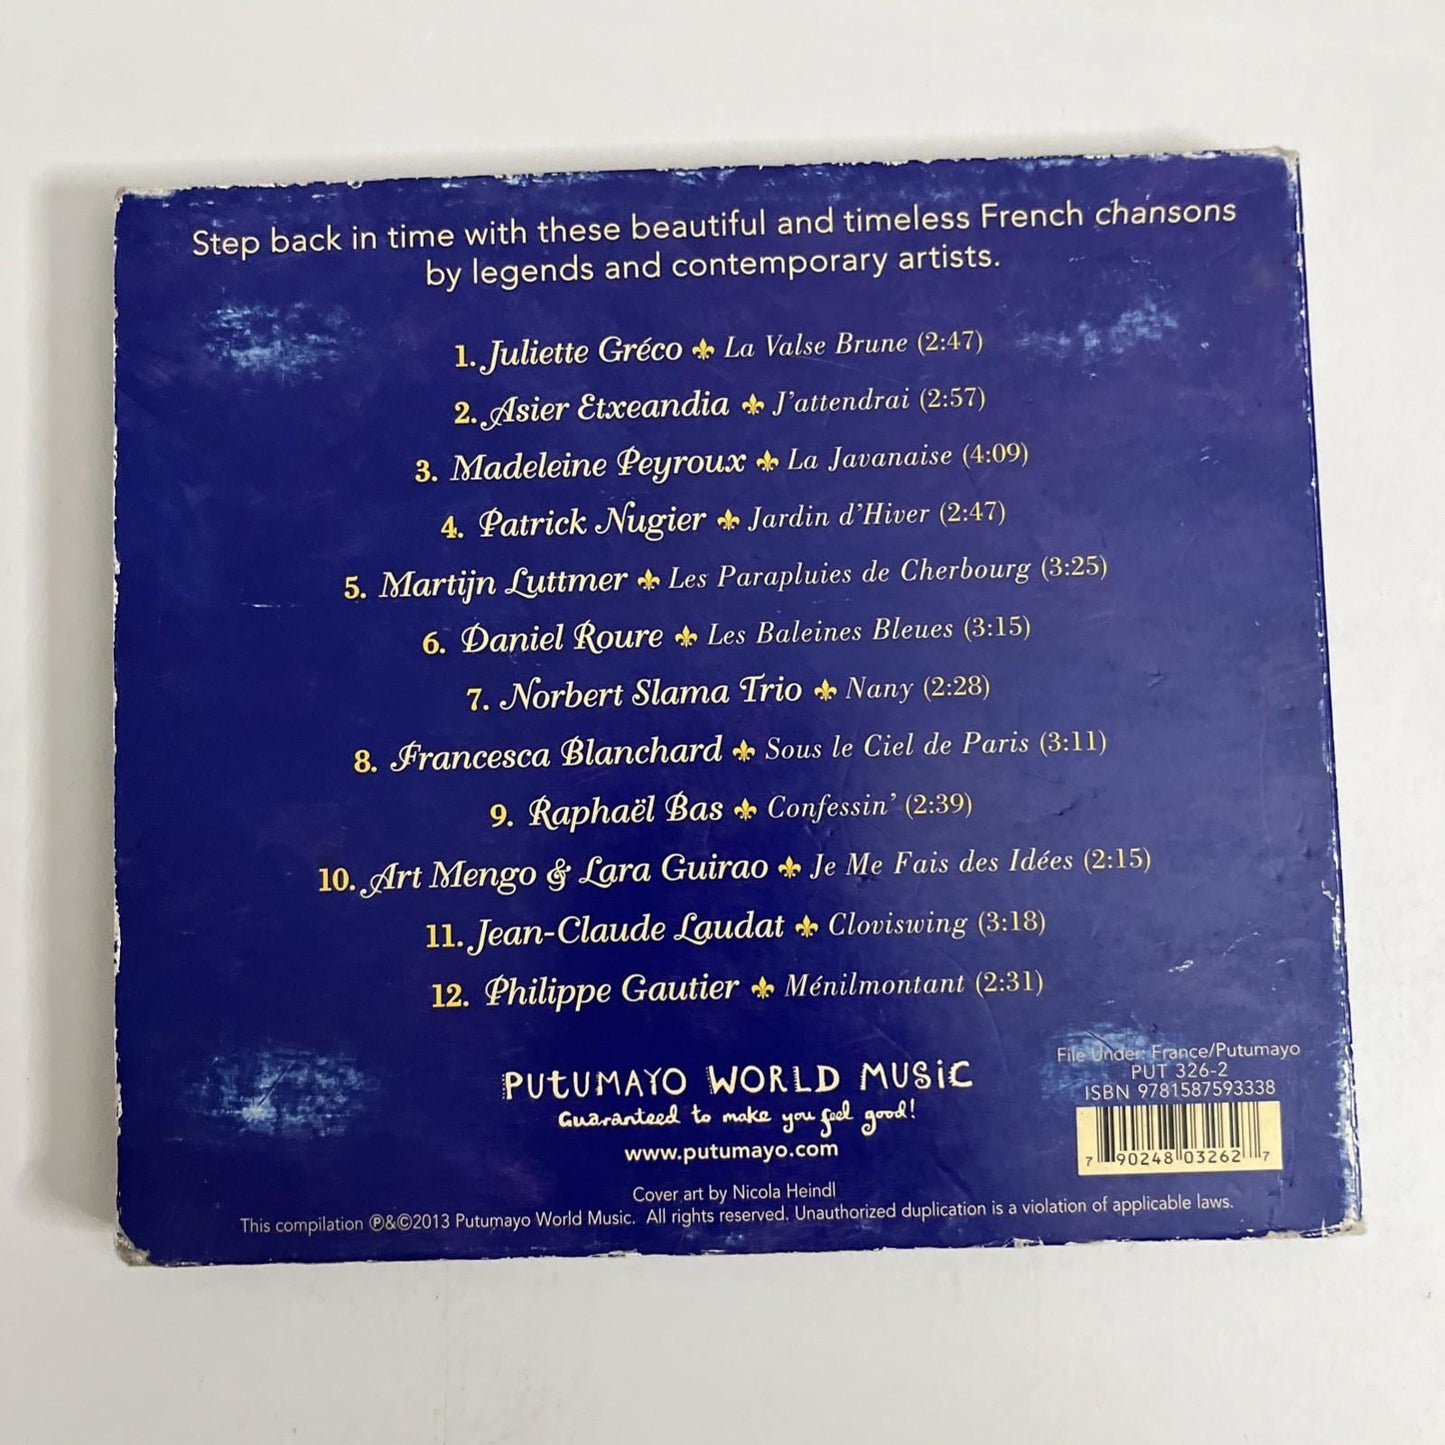 Step back in time with these beautiful and timeless French chansons
by legends and contemporary artists.
1. Juliette Gréco ⚜ La Valse Brune (2:47)
2. Asier Etxeandia ⚜ J'attendrai (2:57)
3. Madeleine Peyroux ⚜ La Javanaise (4:09)
4. Patrick Nugier ⚜ Jardin d'Hiver (2:47)
5. Martijn Luttmer ⚜ Les Parapluies de Cherbourg (3:25)
6. Daniel Roure ⚜ Les Baleines Bleues (3:15)
7. Norbert Slama Trio ⚜ Nany (2:28)
8. Francesca Blanchard ⚜ Sous le Ciel de Paris (3:11)
9. Raphaël Bas ⚜ Confessin' (2:39)
10. Art Mengo & Lara Guirao ⚜ Je Me Fais des Idées (2:15)
11. Jean-Claude Laudat ⚜ Cloviswing (3:18)
12. Philippe Gautier ⚜ Ménilmontant (2:31)
PUTUMAYO WORLD MUSIC
Guaranteed to make you feel good!
www.putumayo.com
File Under: France/Putumayo
PUT 326-2
ISBN 9781587593338
7 90248 03262 7
Cover art by Nicola Heindl
This compilation ℗&©2013 Putumayo World Music. All rights reserved. Unauthorized duplication is a violation of applicable laws.